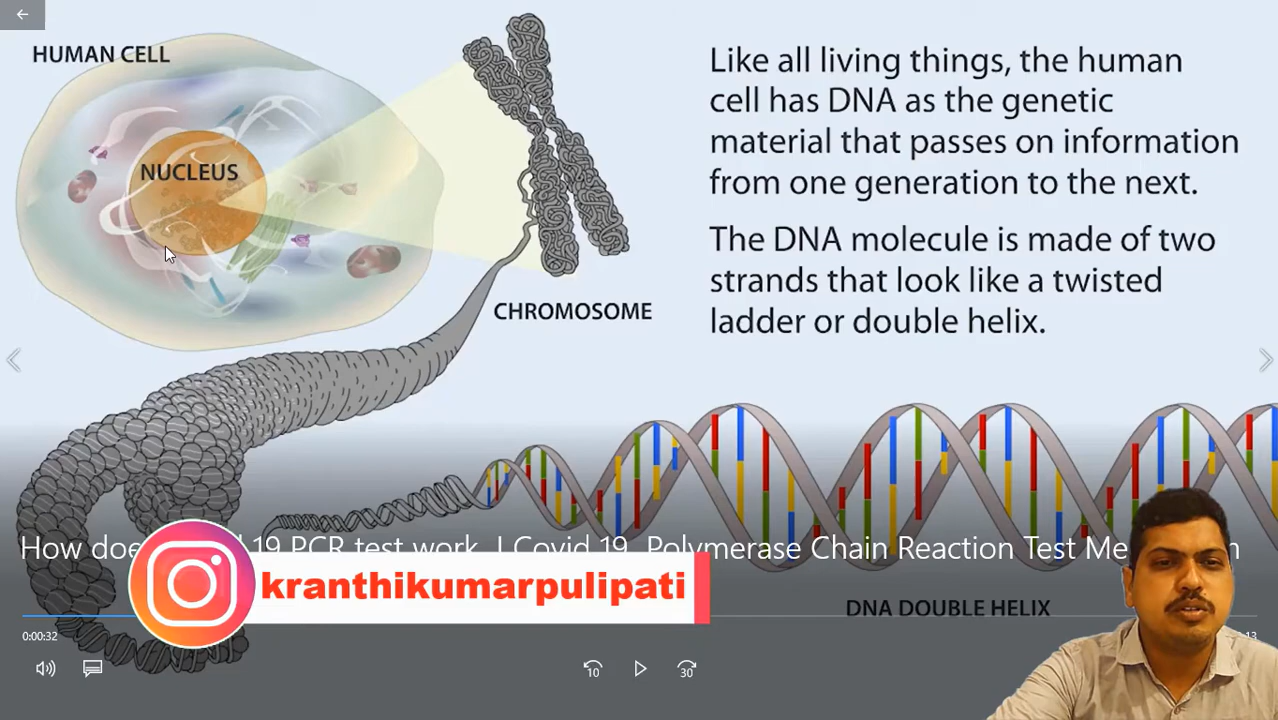 HUMAN CELL
NUCLEUS
CHROMOSOME
Like all living things, the human
cell has DNA as the genetic
material that passes on information
from one generation to the next.
The DNA molecule is made of two
strands that look like a twisted
ladder or double helix.
How 19 PCR test work | Covid 19 Polymerase Chain Reaction Test
kranthikumarpulipati
DNA DOUBLE HELIX
0:00:32
10
30